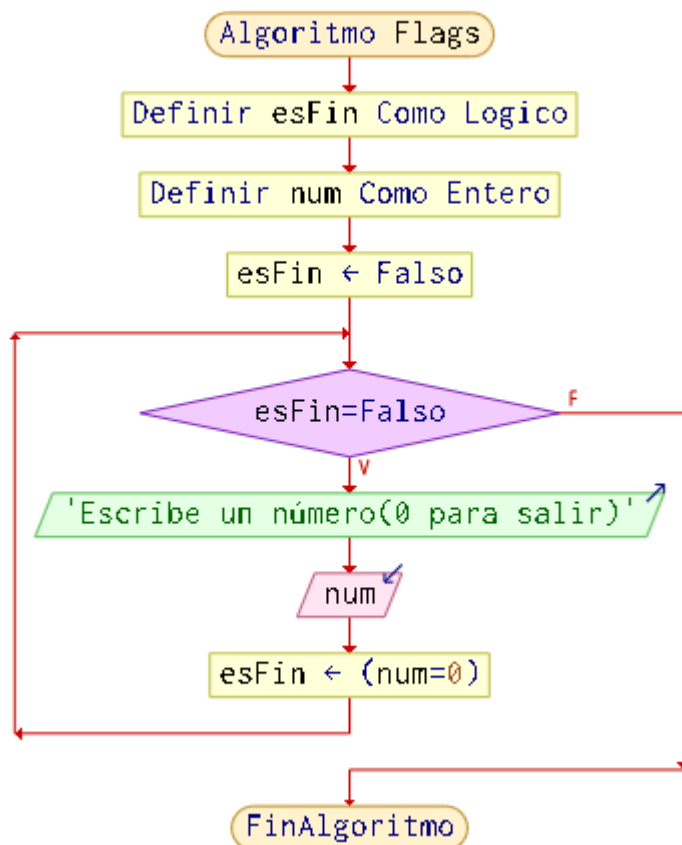 Algoritmo Flags
Definir esFin Como Logico
Definir num Como Entero
esFin ← Falso
esFin=Falso
F
V
'Escribe un número(0 para salir)'
num
esFin ← (num=0)
FinAlgoritmo